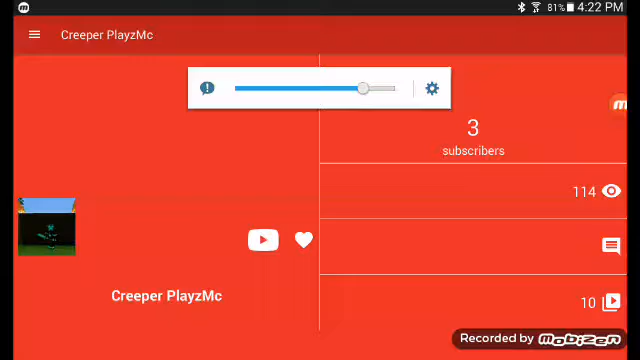 81% 4:22 PM
Creeper PlayzMc
3
subscribers
114
Creeper PlayzMc
10
Recorded by MOBIZEN